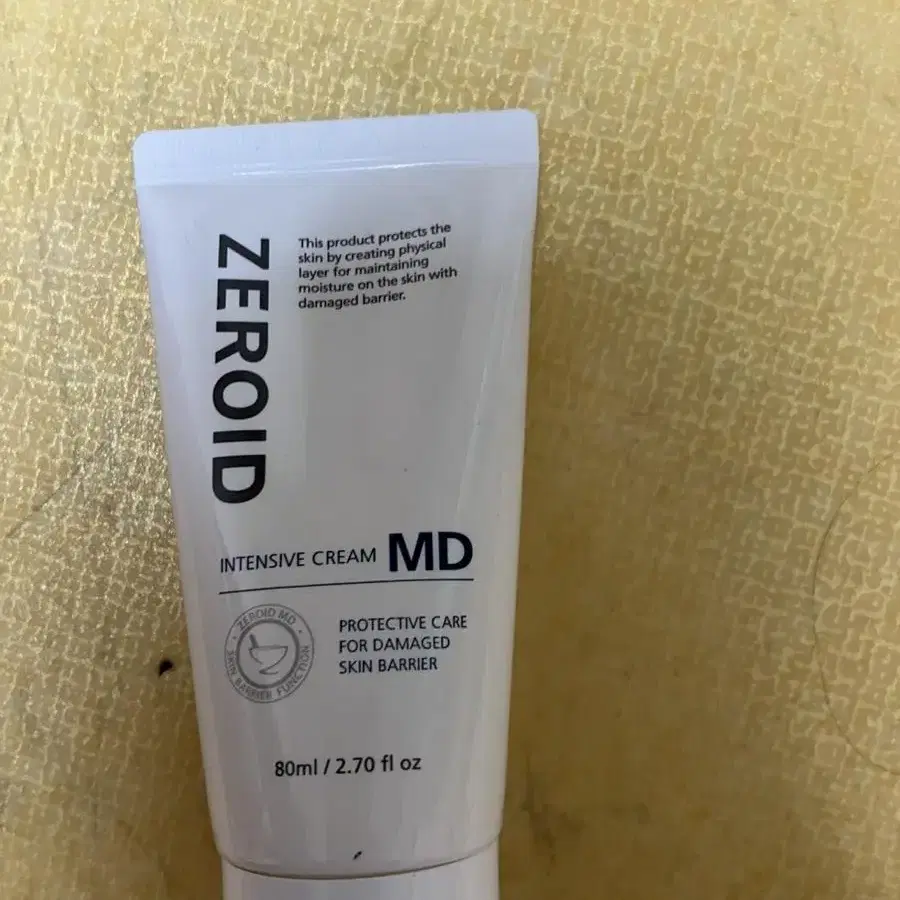 ZEROID
This product protects the
skin by creating physical
layer for maintaining
moisture on the skin with
damaged barrier.
INTENSIVE CREAM MD
ZEROID MD
SKIN BARRIER FUNCTION
PROTECTIVE CARE
FOR DAMAGED
SKIN BARRIER
80ml / 2.70 fl oz